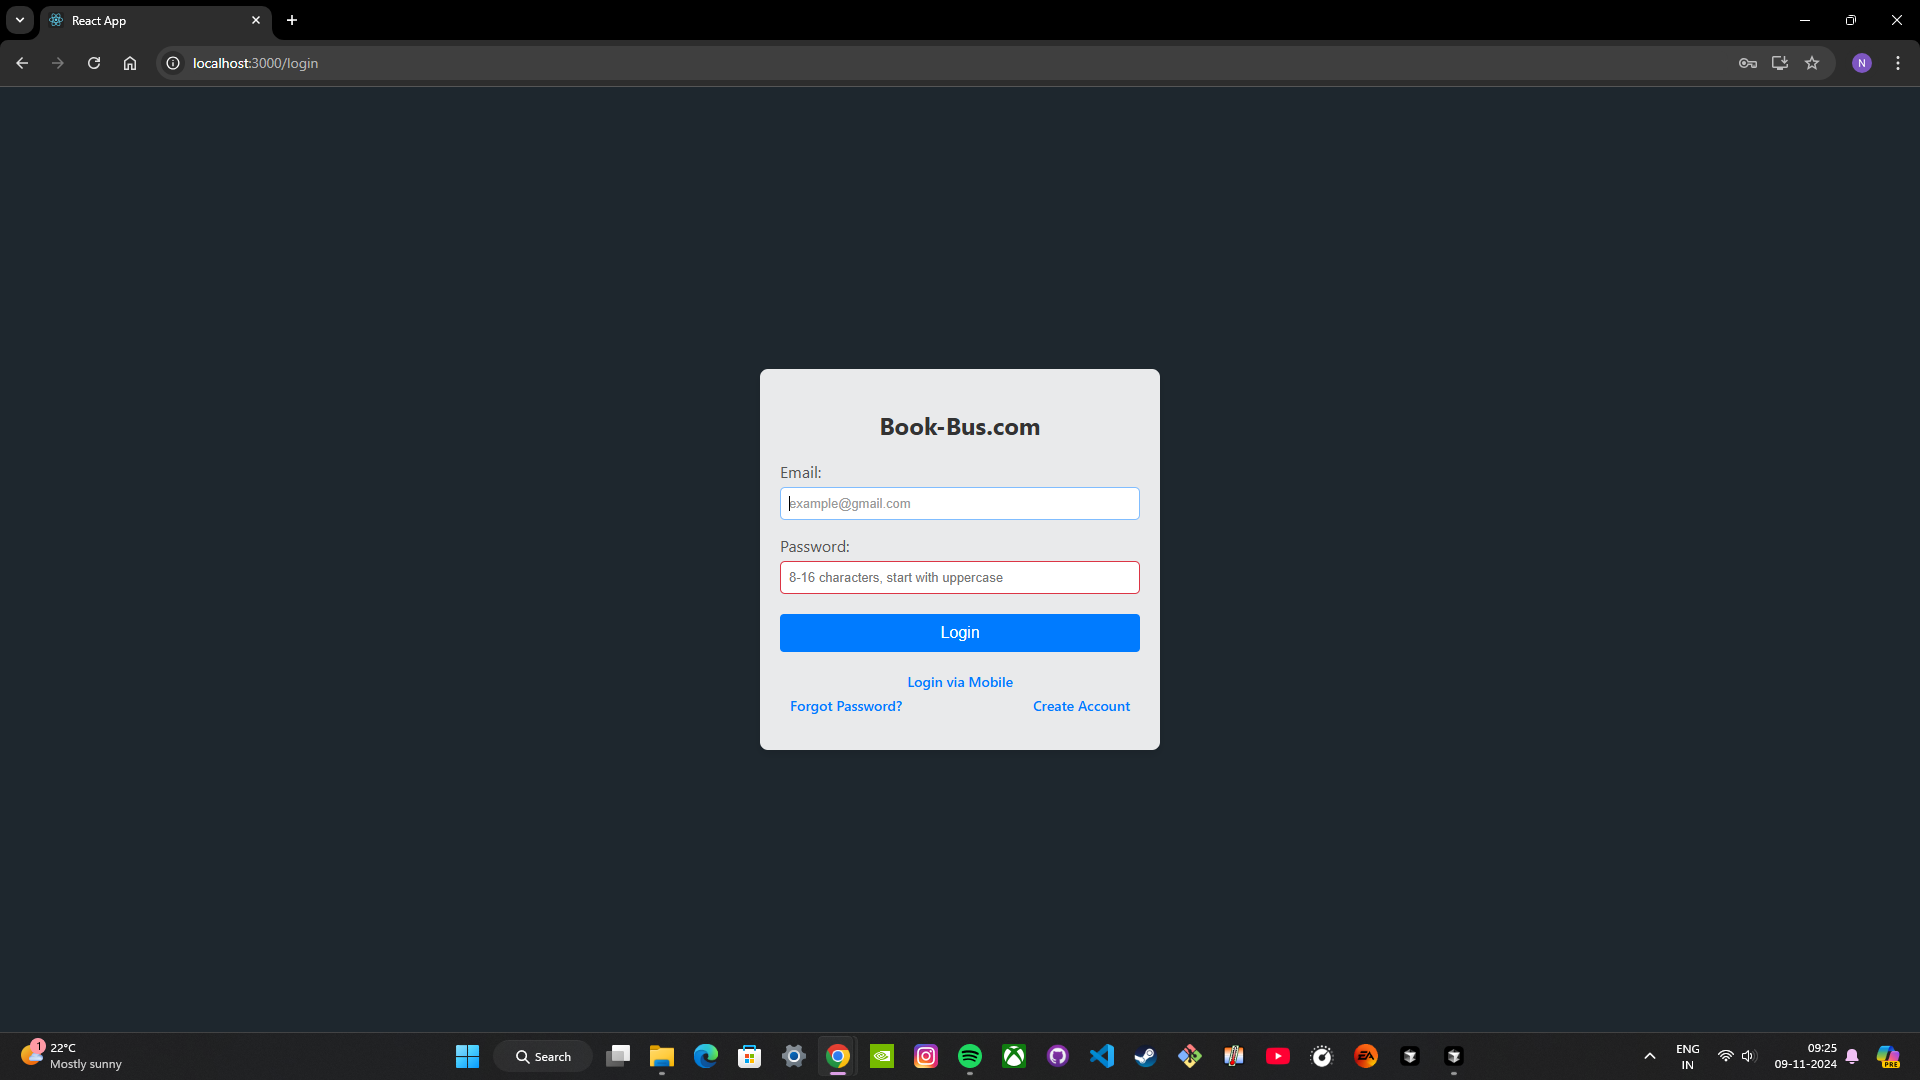 React App
localhost:3000/login
N
Book-Bus.com
Email:
example@gmail.com
Password:
8-16 characters, start with uppercase
Login
Login via Mobile
Forgot Password?
Create Account
1
22°C
Mostly sunny
Search
EA
PRE
ENG
IN
09:25
09-11-2024